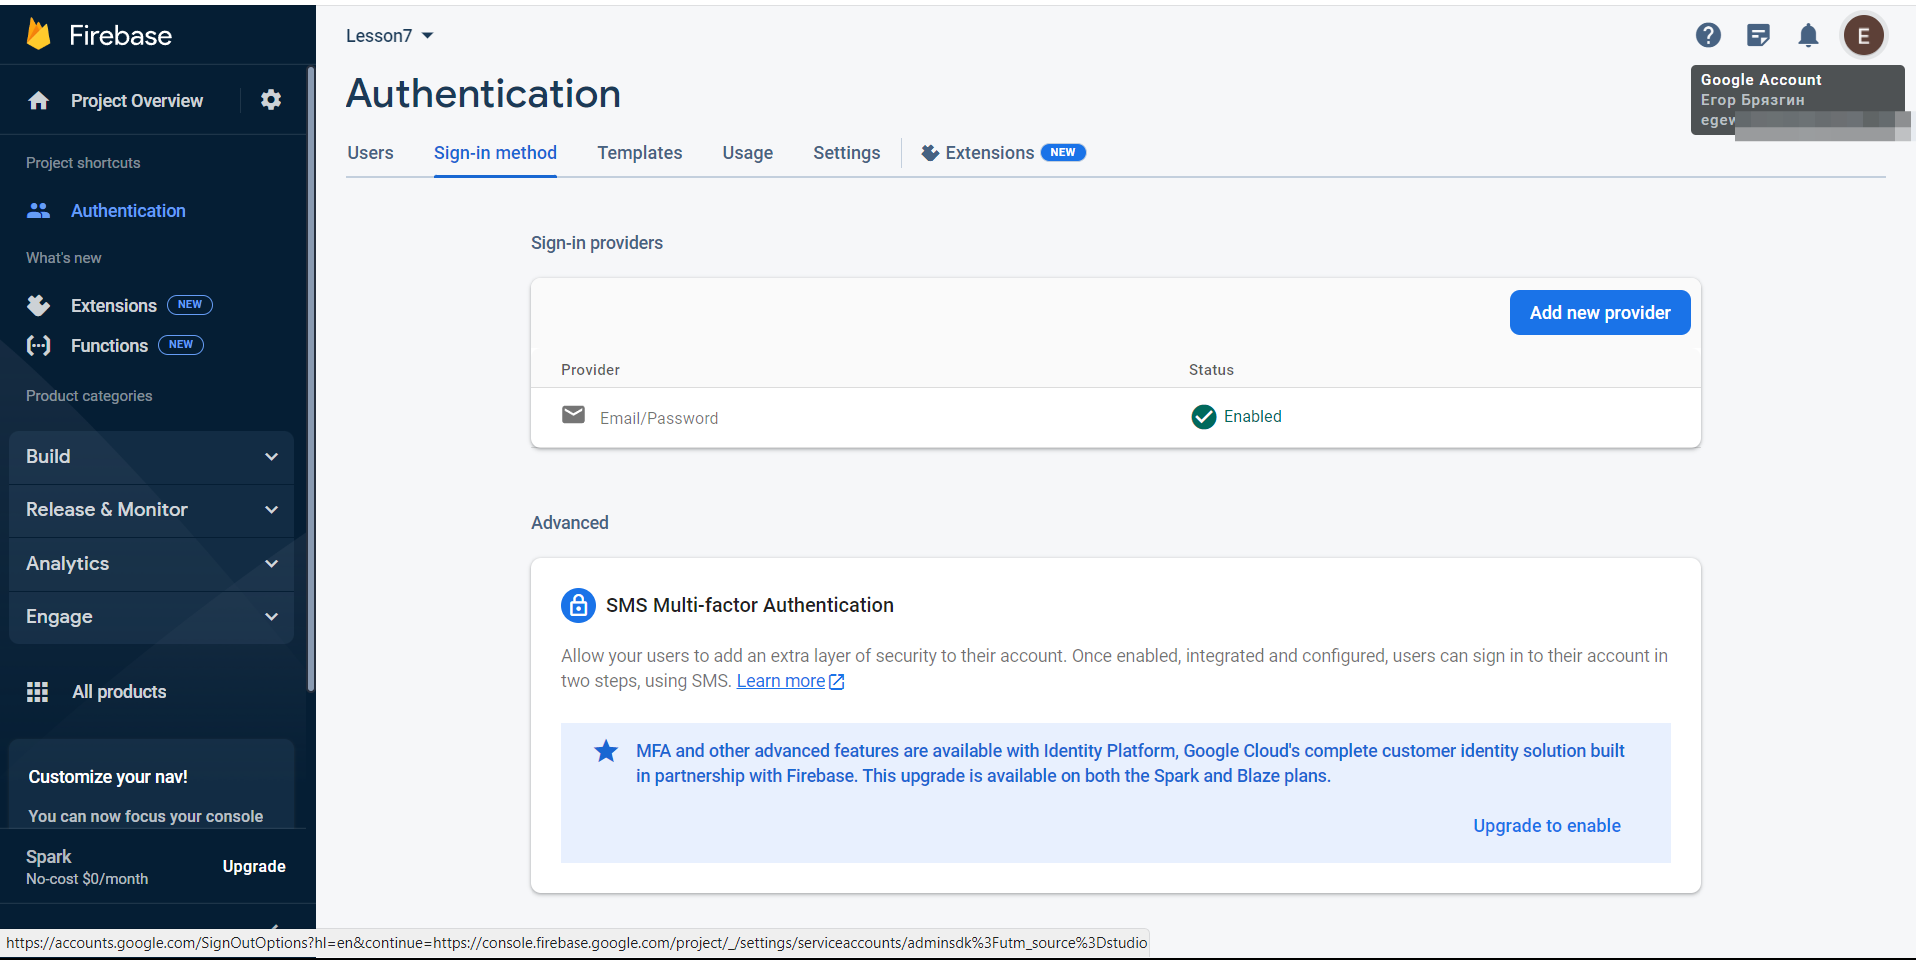 Firebase
Project Overview
Project shortcuts
Authentication
What's new
Extensions NEW
Functions NEW
Product categories
Build
Release & Monitor
Analytics
Engage
All products
Customize your nav!
You can now focus your console
Spark
No-cost $0/month
Upgrade
Lesson7
E
Google Account
Егор Брязгин
Authentication
Users Sign-in method Templates Usage Settings Extensions NEW
Sign-in providers
Add new provider
Provider Status
Email/Password Enabled
Advanced
SMS Multi-factor Authentication
Allow your users to add an extra layer of security to their account. Once enabled, integrated and configured, users can sign in to their account in
two steps, using SMS. Learn more
MFA and other advanced features are available with Identity Platform, Google Cloud's complete customer identity solution built
in partnership with Firebase. This upgrade is available on both the Spark and Blaze plans.
Upgrade to enable
https://accounts.google.com/SignOutOptions?hl=en&continue=https://console.firebase.google.com/project/_/settings/serviceaccounts/adminsdk%3Futm_source%3Dstudio